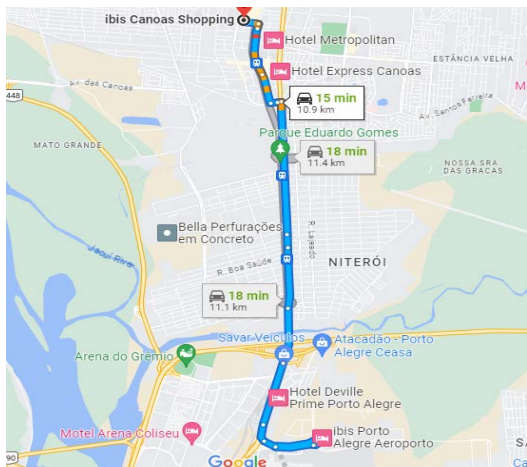 ibis Canoas Shopping
Hotel Metropolitan
ESTÂNCIA VELHA
Hotel Express Canoas
Av. das Canoas
448
15 min
10.9 km
Av. Santos Ferreira
Parque Eduardo Gomes
MATO GRANDE
18 min
11.4 km
NOSSA SRA
DAS GRACAS
Bella Perfurações
em Concreto
R. Lajeado
Jacuí River
R. Boa Saúde
NITERÓI
18 min
11.1 km
Savar Veículos
Atacadão - Porto
Alegre Ceasa
Arena do Grêmio
Hotel Deville
Prime Porto Alegre
Motel Arena Coliseu
ibis Porto
Alegre Aeroporto
90
Google